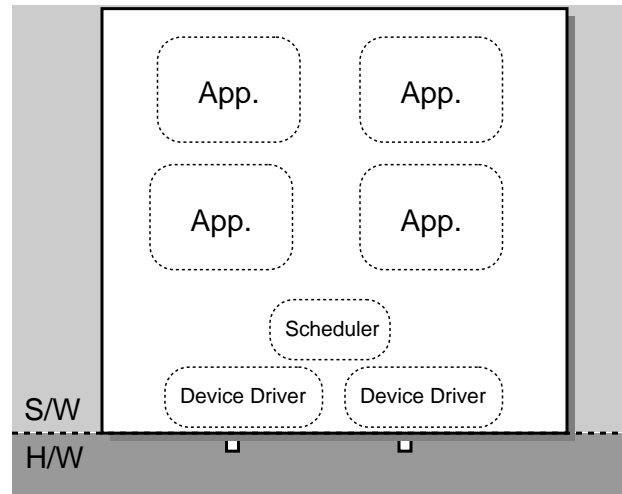 App.
App.
App.
App.
Scheduler
Device Driver
Device Driver
S/W
H/W